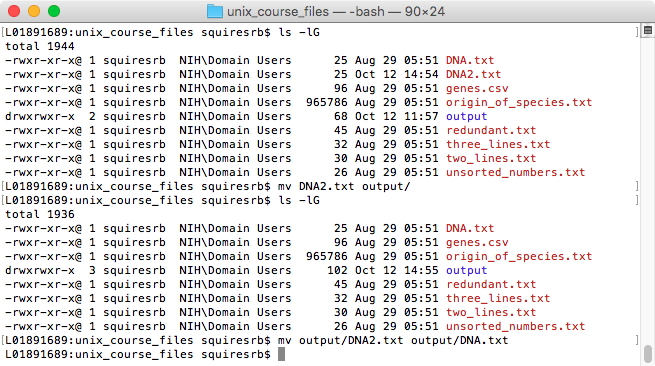 unix_course_files — -bash — 90×24
[L01891689:unix_course_files squiresrb$ ls -lG ]
total 1944
-rwxr-xr-x@ 1 squiresrb  NIH\Domain Users      25 Aug 29 05:51 DNA.txt
-rwxr-xr-x@ 1 squiresrb  NIH\Domain Users      25 Oct 12 14:54 DNA2.txt
-rwxr-xr-x@ 1 squiresrb  NIH\Domain Users      96 Aug 29 05:51 genes.csv
-rwxr-xr-x@ 1 squiresrb  NIH\Domain Users  965786 Aug 29 05:51 origin_of_species.txt
drwxrwxr-x  2 squiresrb  NIH\Domain Users      68 Oct 12 11:57 output
-rwxr-xr-x@ 1 squiresrb  NIH\Domain Users      45 Aug 29 05:51 redundant.txt
-rwxr-xr-x@ 1 squiresrb  NIH\Domain Users      32 Aug 29 05:51 three_lines.txt
-rwxr-xr-x@ 1 squiresrb  NIH\Domain Users      30 Aug 29 05:51 two_lines.txt
-rwxr-xr-x@ 1 squiresrb  NIH\Domain Users      26 Aug 29 05:51 unsorted_numbers.txt
[L01891689:unix_course_files squiresrb$ mv DNA2.txt output/ ]
[L01891689:unix_course_files squiresrb$ ls -lG ]
total 1936
-rwxr-xr-x@ 1 squiresrb  NIH\Domain Users      25 Aug 29 05:51 DNA.txt
-rwxr-xr-x@ 1 squiresrb  NIH\Domain Users      96 Aug 29 05:51 genes.csv
-rwxr-xr-x@ 1 squiresrb  NIH\Domain Users  965786 Aug 29 05:51 origin_of_species.txt
drwxrwxr-x  3 squiresrb  NIH\Domain Users     102 Oct 12 14:55 output
-rwxr-xr-x@ 1 squiresrb  NIH\Domain Users      45 Aug 29 05:51 redundant.txt
-rwxr-xr-x@ 1 squiresrb  NIH\Domain Users      32 Aug 29 05:51 three_lines.txt
-rwxr-xr-x@ 1 squiresrb  NIH\Domain Users      30 Aug 29 05:51 two_lines.txt
-rwxr-xr-x@ 1 squiresrb  NIH\Domain Users      26 Aug 29 05:51 unsorted_numbers.txt
[L01891689:unix_course_files squiresrb$ mv output/DNA2.txt output/DNA.txt ]
L01891689:unix_course_files squiresrb$